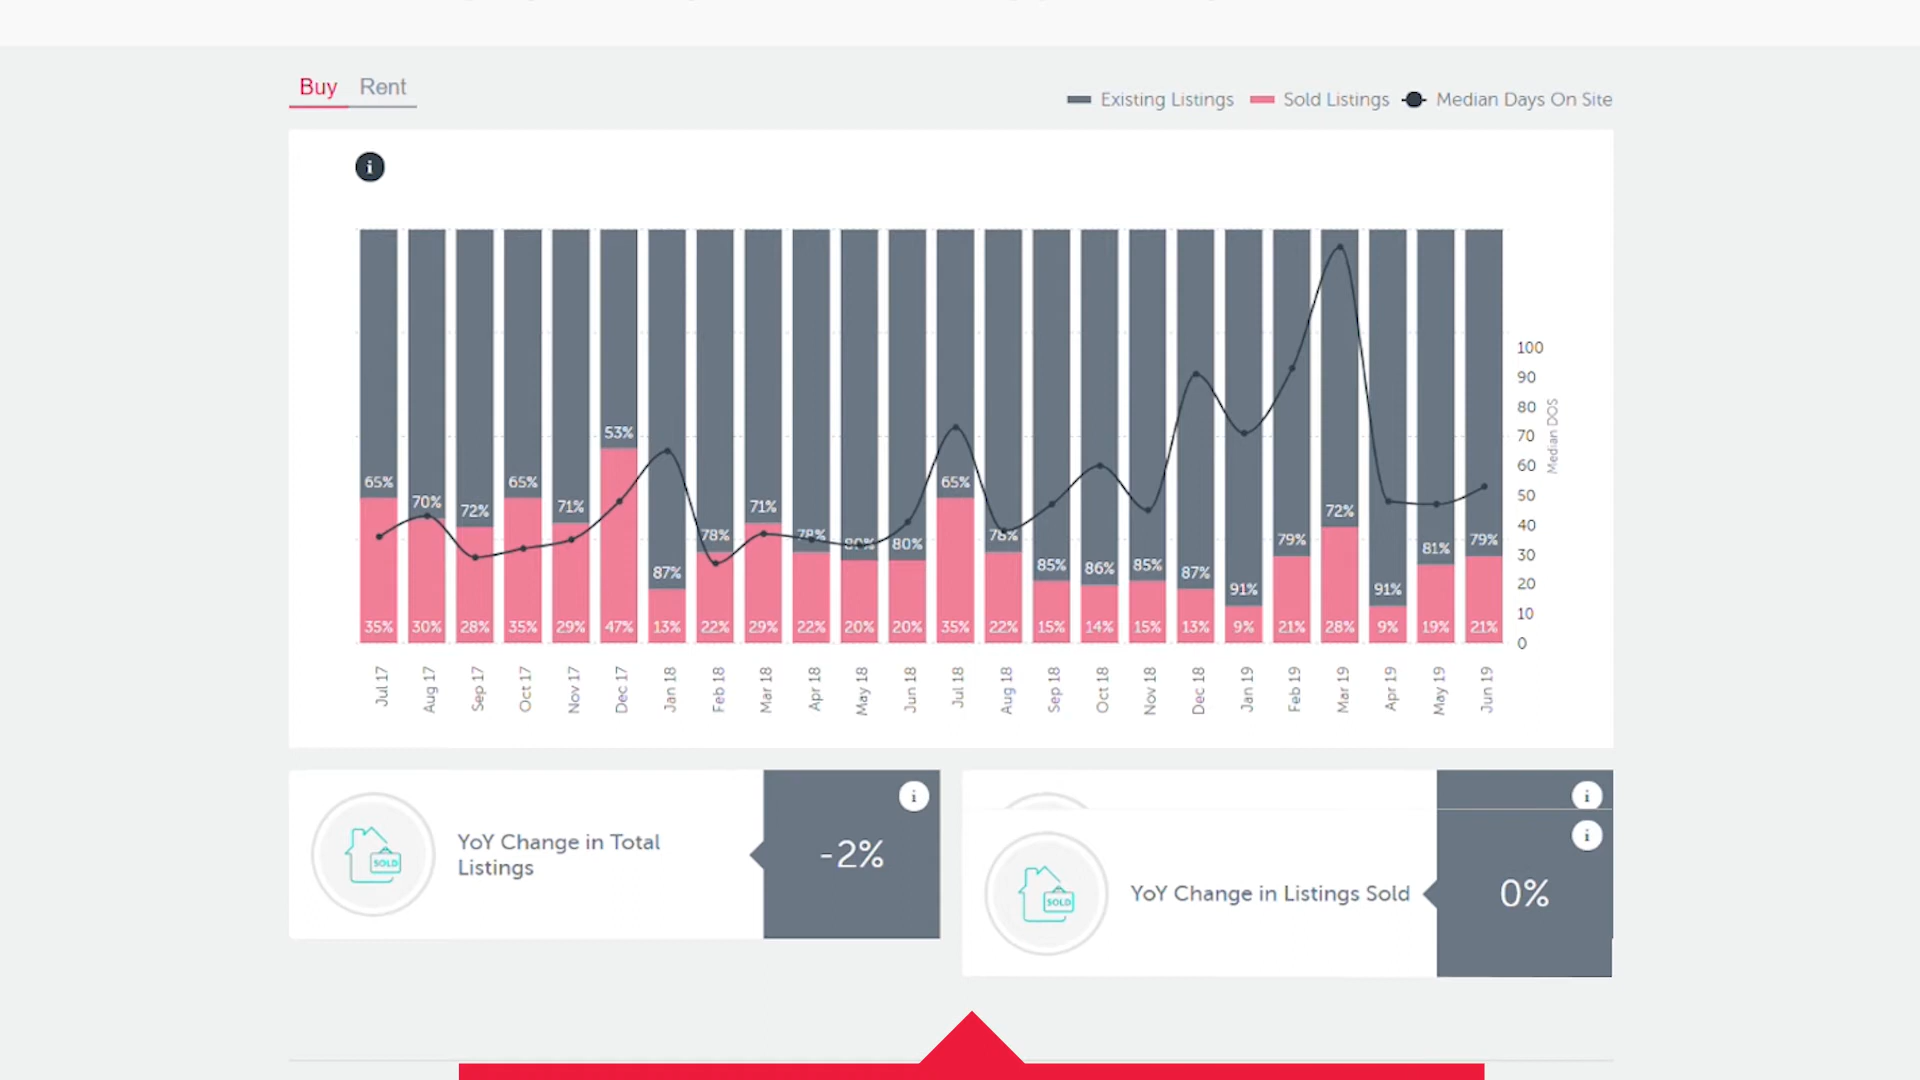 Buy Rent
Existing Listings Sold Listings Median Days On Site
i
53%
65% 70% 72% 65% 71% 87% 78% 71% 78% 80% 80% 65% 78% 85% 86% 85% 87% 91% 79% 72% 91% 81% 79%
35% 30% 28% 35% 29% 47% 13% 22% 29% 22% 20% 20% 35% 22% 15% 14% 15% 13% 9% 21% 28% 9% 19% 21%
100
90
80
70
60
50
40
30
20
10
0
Median DOS
Jul 17 Aug 17 Sep 17 Oct 17 Nov 17 Dec 17 Jan 18 Feb 18 Mar 18 Apr 18 May 18 Jun 18 Jul 18 Aug 18 Sep 18 Oct 18 Nov 18 Dec 18 Jan 19 Feb 19 Mar 19 Apr 19 May 19 Jun 19
SOLD
YoY Change in Total
Listings
-2%
i
i
i
SOLD
YoY Change in Listings Sold
0%